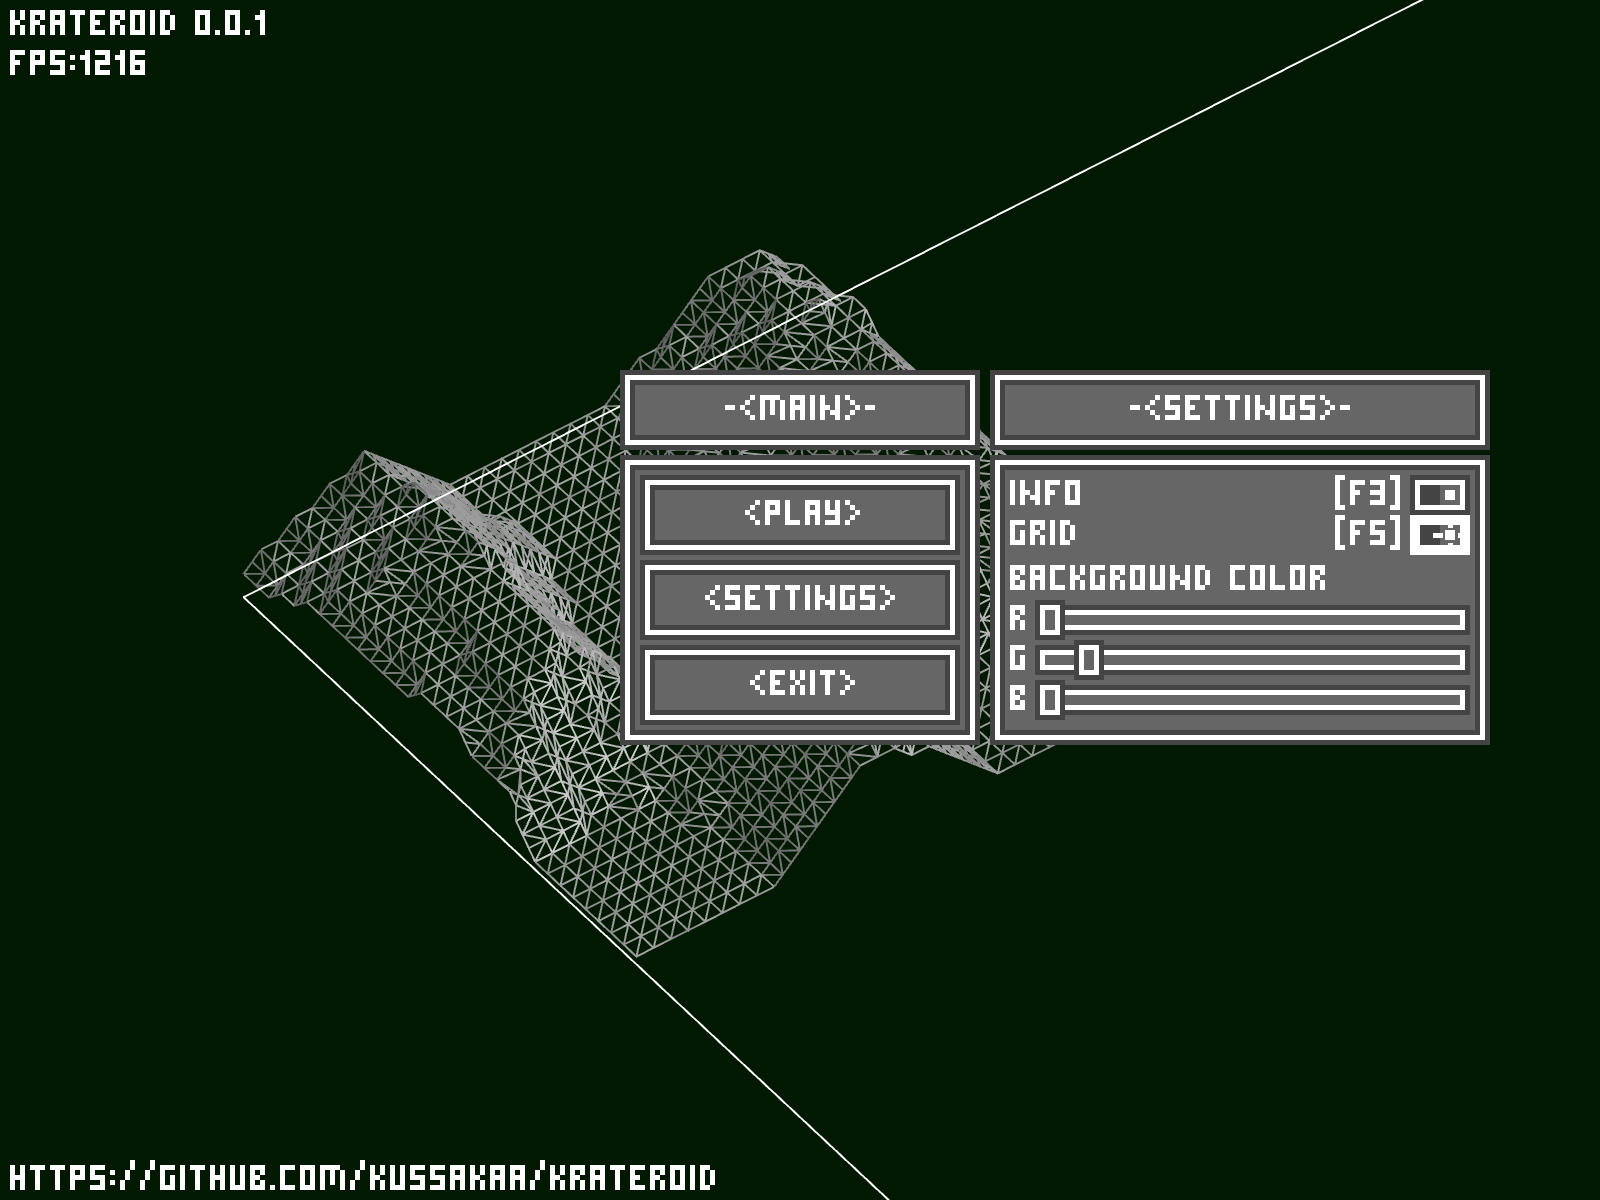 KRATEROID 0.0.1
FPS:1216
-<MAIN>-
<PLAY>
<SETTINGS>
<EXIT>
-<SETTINGS>-
INFO [F3]
GRID [F5]
BACKGROUND COLOR
R
G
B
HTTPS://GITHUB.COM/KUSSAKAA/KRATEROID